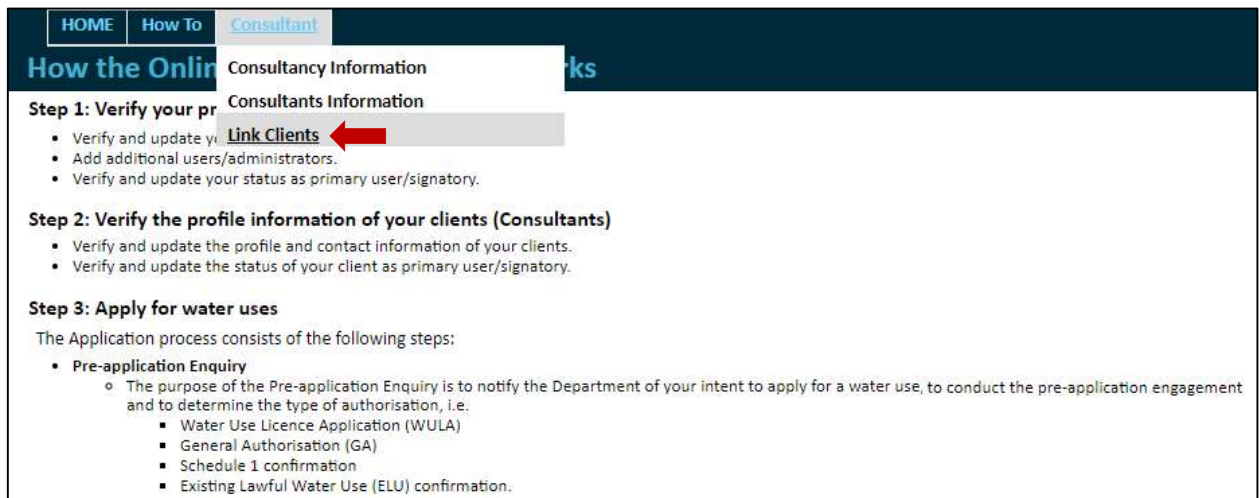 HOME How To Consultant
How the Onlin
rks
Consultancy Information
Consultants Information
Link Clients
Step 1: Verify your pr
• Verify and update y
• Add additional users/administrators.
• Verify and update your status as primary user/signatory.
Step 2: Verify the profile information of your clients (Consultants)
• Verify and update the profile and contact information of your clients.
• Verify and update the status of your client as primary user/signatory.
Step 3: Apply for water uses
The Application process consists of the following steps:
• Pre-application Enquiry
o The purpose of the Pre-application Enquiry is to notify the Department of your intent to apply for a water use, to conduct the pre-application engagement
and to determine the type of authorisation, i.e.
▪ Water Use Licence Application (WULA)
▪ General Authorisation (GA)
▪ Schedule 1 confirmation
▪ Existing Lawful Water Use (ELU) confirmation.